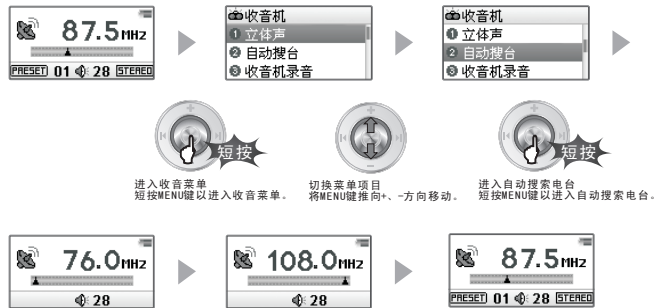 87.5MHz
PRESET 01 28 STEREO
收音机
1 立体声
2 自动搜台
3 收音机录音
收音机
1 立体声
2 自动搜台
3 收音机录音
短按
进入收音菜单
短按MENU键以进入收音菜单。
切换菜单项目
将MENU键推向+、-方向移动。
短按
进入自动搜索电台
短按MENU键以进入自动搜索电台。
76.0MHz
28
108.0MHz
28
87.5MHz
PRESET 01 28 STEREO